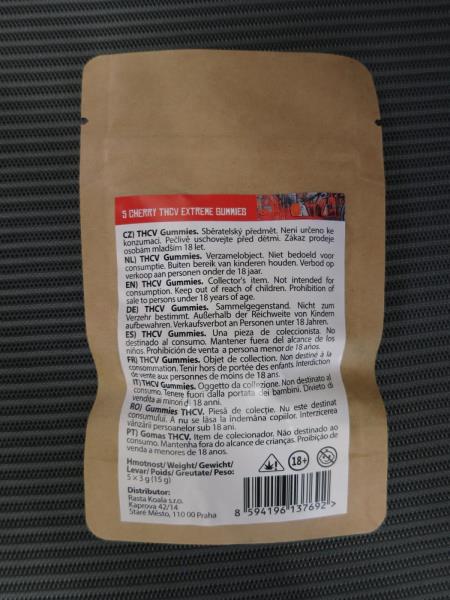 5 CHERRY THCV EXTREME GUMMIES
CZ) THCV Gummies. Sběratelský předmět. Není určeno ke
konzumaci. Pečlivě uschovejte před dětmi. Zákaz prodeje
osobám mladším 18 let.
NL) THCV Gummies. Verzamelobject. Niet bedoeld voor
consumptie. Buiten bereik van kinderen houden. Verbod op
verkoop aan personen onder de 18 jaar.
EN) THCV Gummies. Collector's item. Not intended for
consumption. Keep out of reach of children. Prohibition of
sale to persons under 18 years of age.
DE) THCV Gummies. Sammelgegenstand. Nicht zum
Verzehr bestimmt. Außerhalb der Reichweite von Kindern
aufbewahren. Verkaufsverbot an Personen unter 18 Jahren.
ES) THCV Gummies. Una pieza de coleccionista. No
destinado al consumo. Mantener fuera del alcance de los
niños. Prohibición de venta a persona menor de 18 anos.
FR) THCV Gummies. Objet de collection. Non destiné à la
consommation. Tenir hors de portée des enfants. Interdiction
de vente aux personnes de moins de 18 ans.
IT) THCV Gummies. Oggetto da collezione. Non destinato al
consumo. Tenere fuori dalla portata dei bambini. Divieto di
vendita ai minori di 18 anni.
RO) Gummies THCV. Piesă de colecție. Nu este destinat
consumului. A nu se lăsa la îndemâna copiilor. Interzicerea
vânzării persoanelor sub 18 ani.
PT) Gomas THCV. Item de colecionador. Não destinado ao
consumo. Mantenha fora do alcance de crianças. Proibição de
venda a menores de 18 anos.
Hmotnost/Weight/Gewicht/
Levar/Poids/Greutate/Peso:
5 × 3 g (15 g)
18+
Distributor:
Rasta Koala s.r.o.
Kaprova 42/14
Staré Město, 110 00 Praha
8 594196 137692 >